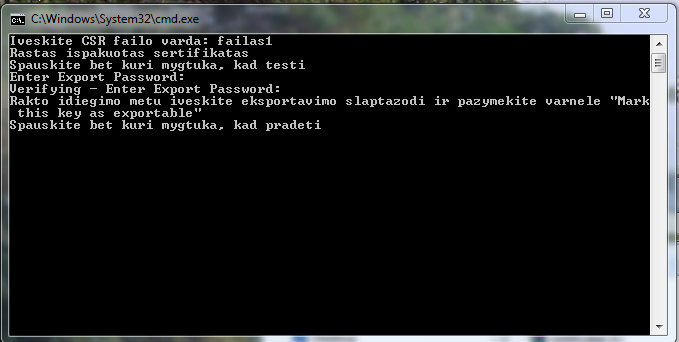 C:\Windows\System32\cmd.exe
Iveskite CSR failo varda: failas1
Rastas ispakuotas sertifikatas
Spauskite bet kuri mygtuka, kad testi
Enter Export Password:
Verifying - Enter Export Password:
Rakto idiegimo metu iveskite eksportavimo slaptazodi ir pazymekite varnele "Mark
 this key as exportable"
Spauskite bet kuri mygtuka, kad pradeti